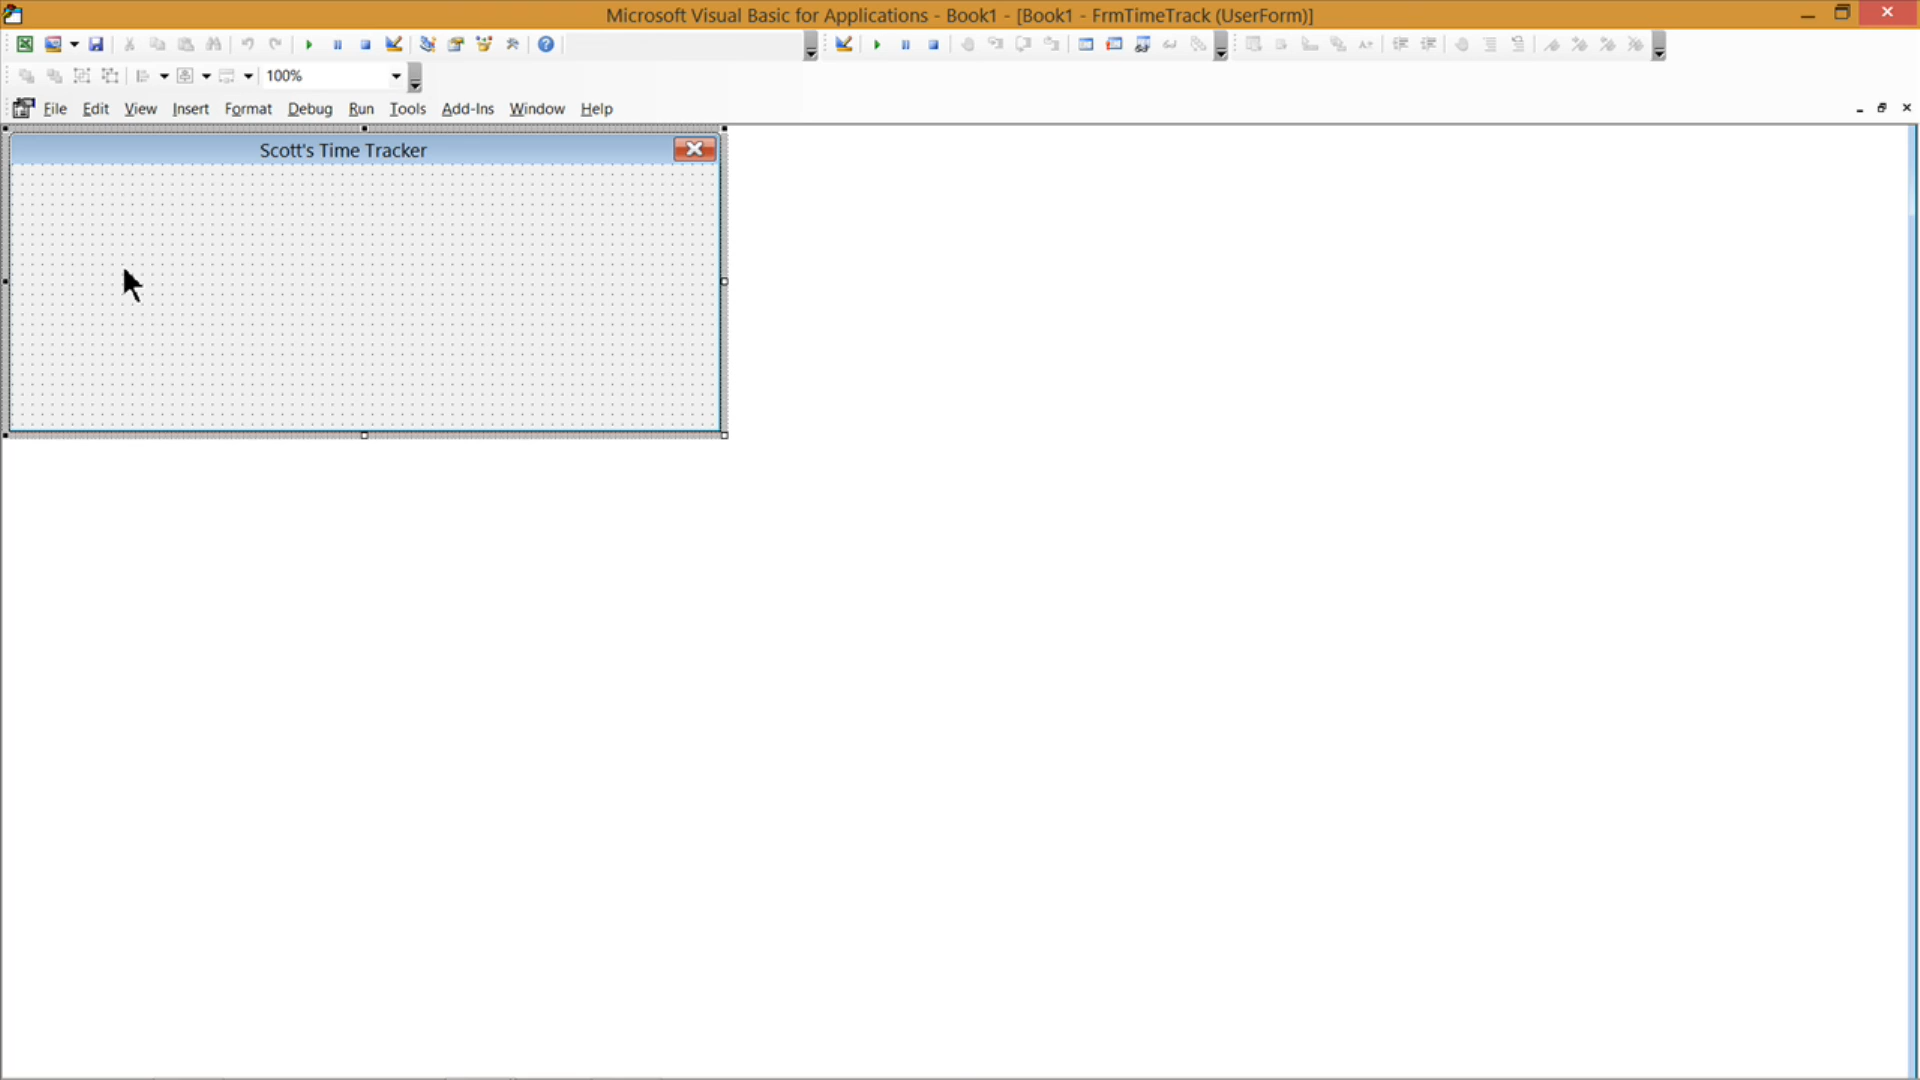 Microsoft Visual Basic for Applications - Book1 - [Book1 - FrmTimeTrack (UserForm)]
100%
File Edit View Insert Format Debug Run Tools Add-Ins Window Help
Scott's Time Tracker